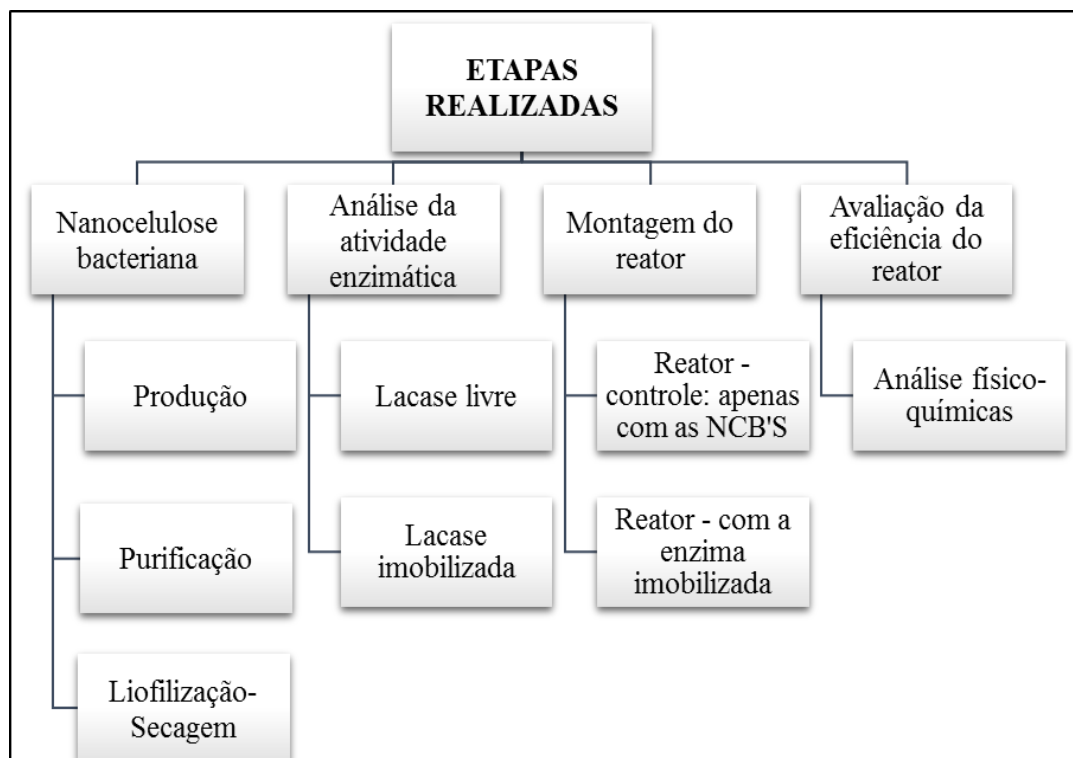 ETAPAS
REALIZADAS
Nanocelulose
bacteriana
Produção
Purificação
Liofilização-
Secagem
Análise da
atividade
enzimática
Lacase livre
Lacase
imobilizada
Montagem do
reator
Reator -
controle: apenas
com as NCB'S
Reator - com a
enzima
imobilizada
Avaliação da
eficiência do
reator
Análise físico-
químicas